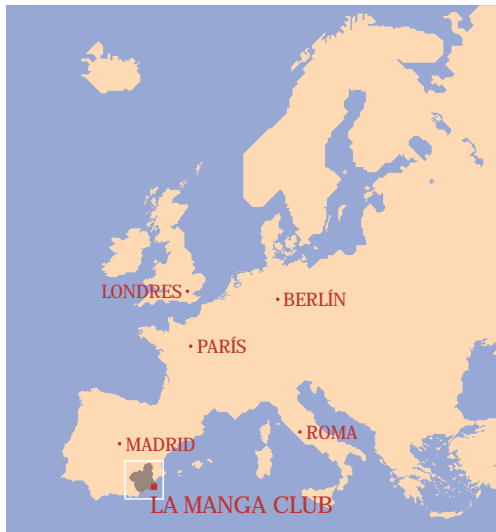 LONDRES
BERLÍN
PARÍS
ROMA
MADRID
LA MANGA CLUB